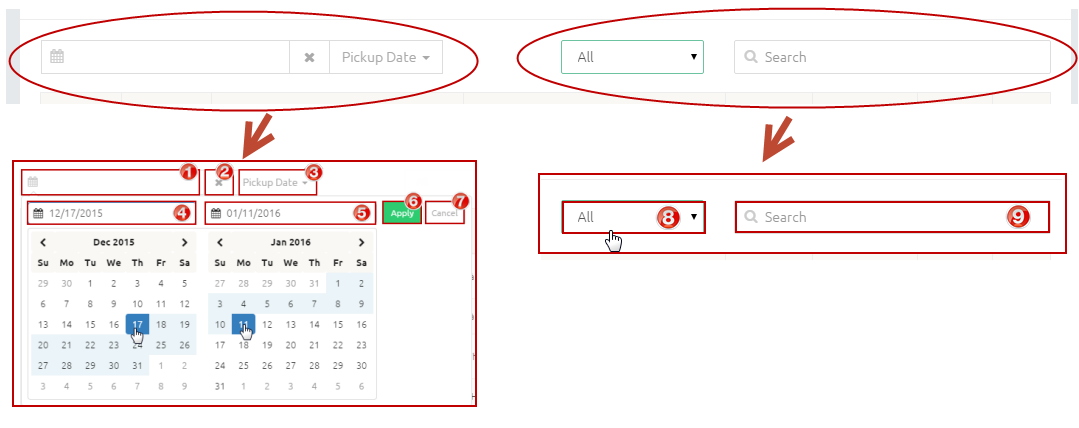 Pickup Date
All
Search
1
2
Pickup Date 3
12/17/2015 4
01/11/2016 5
Apply 6
Cancel 7
Dec 2015
Su Mo Tu We Th Fr Sa
29 30 1 2 3 4 5
6 7 8 9 10 11 12
13 14 15 16 17 18 19
20 21 22 23 24 25 26
27 28 29 30 31 1 2
3 4 5 6 7 8 9
Jan 2016
Su Mo Tu We Th Fr Sa
27 28 29 30 31 1 2
3 4 5 6 7 8 9
10 11 12 13 14 15 16
17 18 19 20 21 22 23
24 25 26 27 28 29 30
31 1 2 3 4 5 6
All 8
Search 9